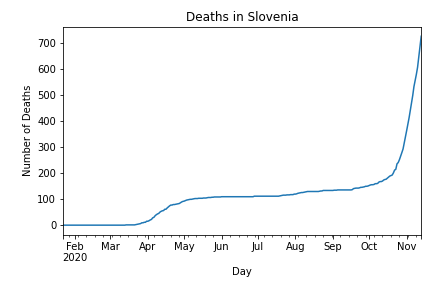 Deaths in Slovenia
Number of Deaths
700
600
500
400
300
200
100
0
Feb Mar Apr May Jun Jul Aug Sep Oct Nov
2020
Day